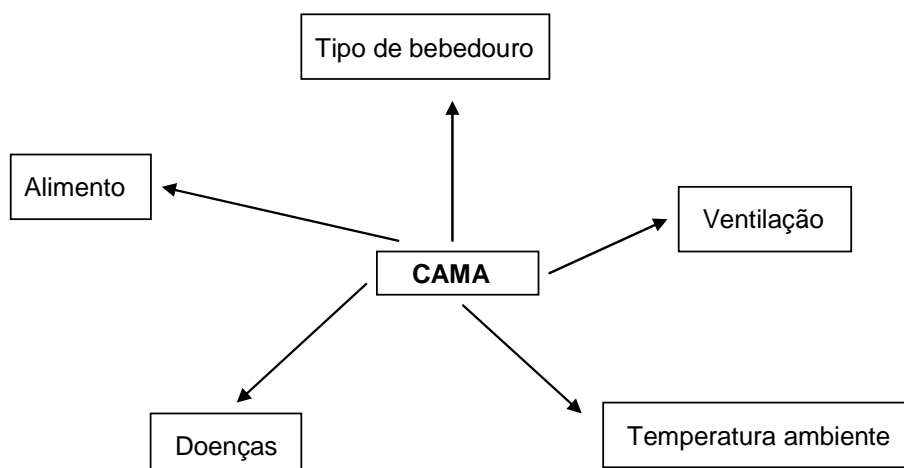 Tipo de bebedouro
Alimento
Ventilação
CAMA
Doenças
Temperatura ambiente